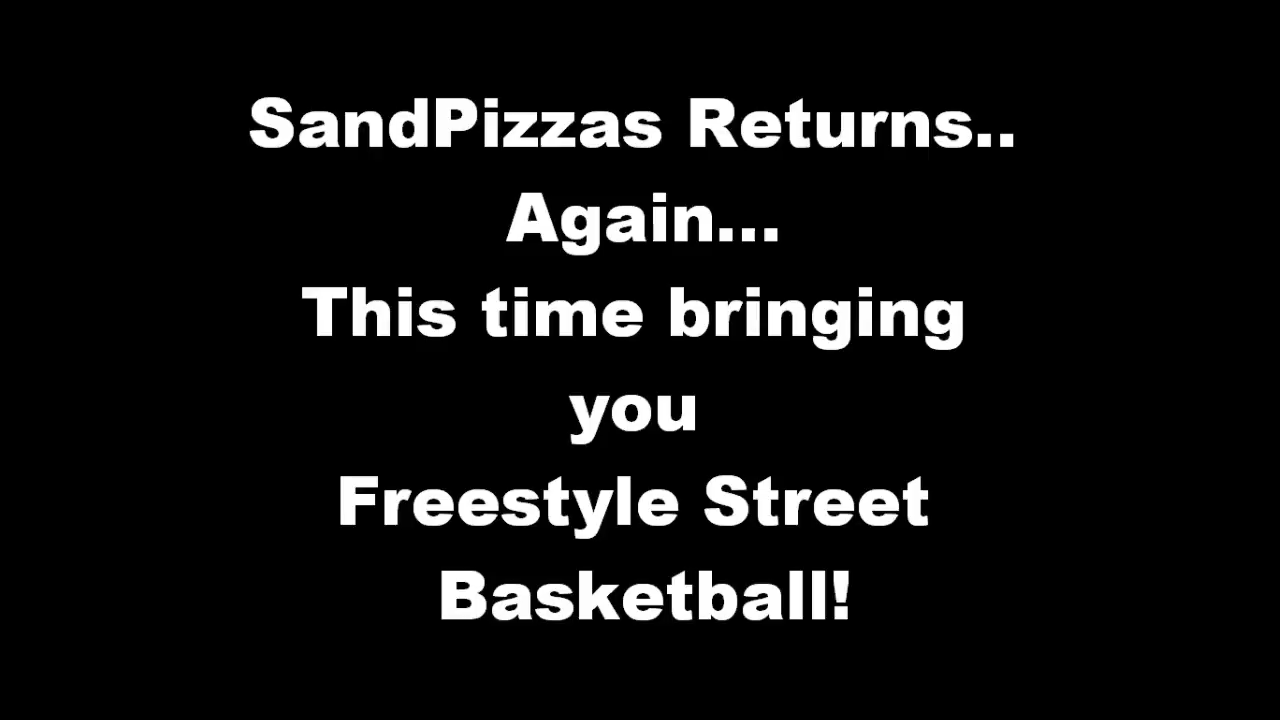 SandPizzas Returns..
Again...
This time bringing
you
Freestyle Street
Basketball!